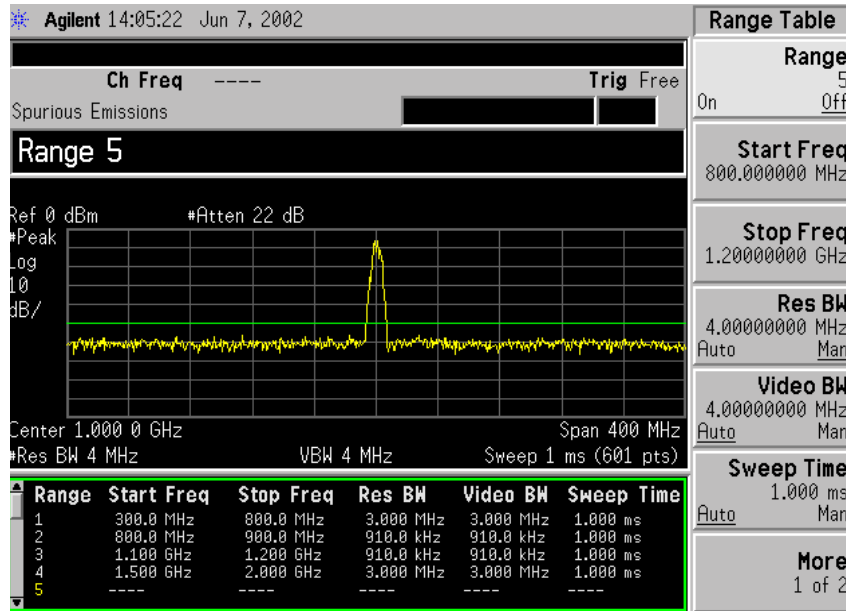 Agilent 14:05:22 Jun 7, 2002
Ch Freq ---- Trig Free
Spurious Emissions
Range 5
Ref 0 dBm #Atten 22 dB
#Peak
Log
10
dB/
Center 1.000 0 GHz Span 400 MHz
#Res BW 4 MHz VBW 4 MHz Sweep 1 ms (601 pts)
Range Start Freq Stop Freq Res BW Video BW Sweep Time
1 300.0 MHz 800.0 MHz 3.000 MHz 3.000 MHz 1.000 ms
2 800.0 MHz 900.0 MHz 910.0 kHz 910.0 kHz 1.000 ms
3 1.100 GHz 1.200 GHz 910.0 kHz 910.0 kHz 1.000 ms
4 1.500 GHz 2.000 GHz 3.000 MHz 3.000 MHz 1.000 ms
5 ---- ---- ---- ---- ----
Range Table
Range
5
On Off
Start Freq
800.000000 MHz
Stop Freq
1.20000000 GHz
Res BW
4.00000000 MHz
Auto Man
Video BW
4.00000000 MHz
Auto Man
Sweep Time
1.000 ms
Auto Man
More
1 of 2